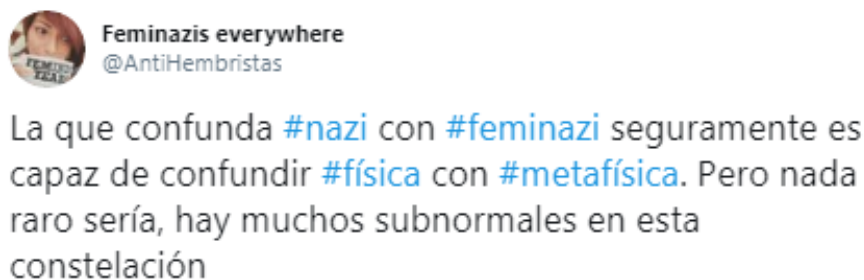 Feminazis everywhere
@AntiHembristas
La que confunda #nazi con #feminazi seguramente es
capaz de confundir #física con #metafísica. Pero nada
raro sería, hay muchos subnormales en esta
constelación